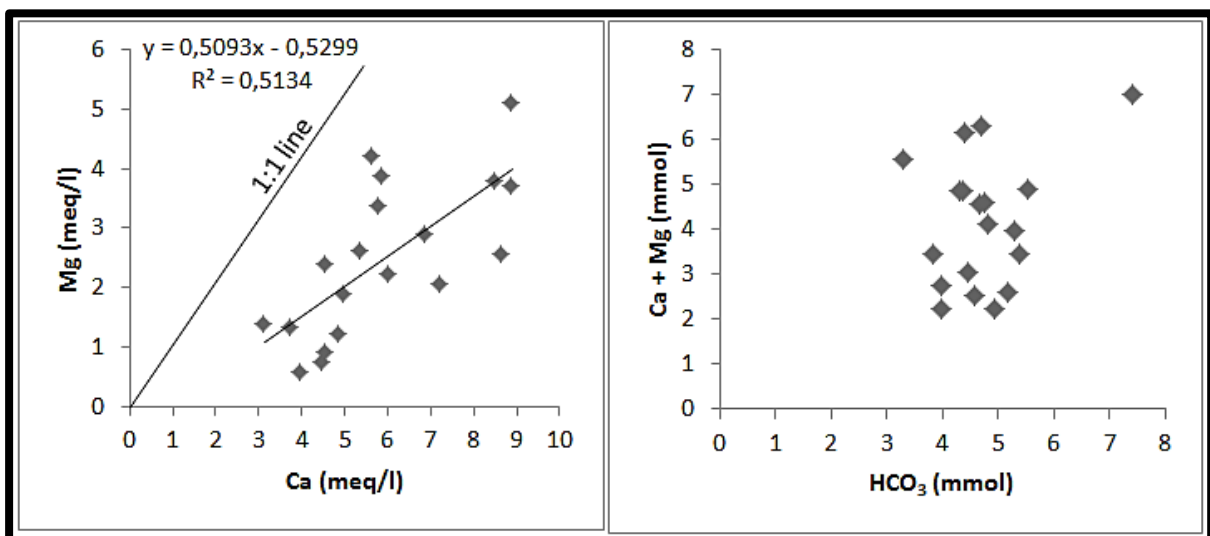 y = 0,5093x - 0,5299
R² = 0,5134
1:1 line
6
5
4
3
2
1
0
0 1 2 3 4 5 6 7 8 9 10
Mg (meq/l)
Ca (meq/l)
8
7
6
5
4
3
2
1
0
0 1 2 3 4 5 6 7 8
Ca + Mg (mmol)
HCO₃ (mmol)